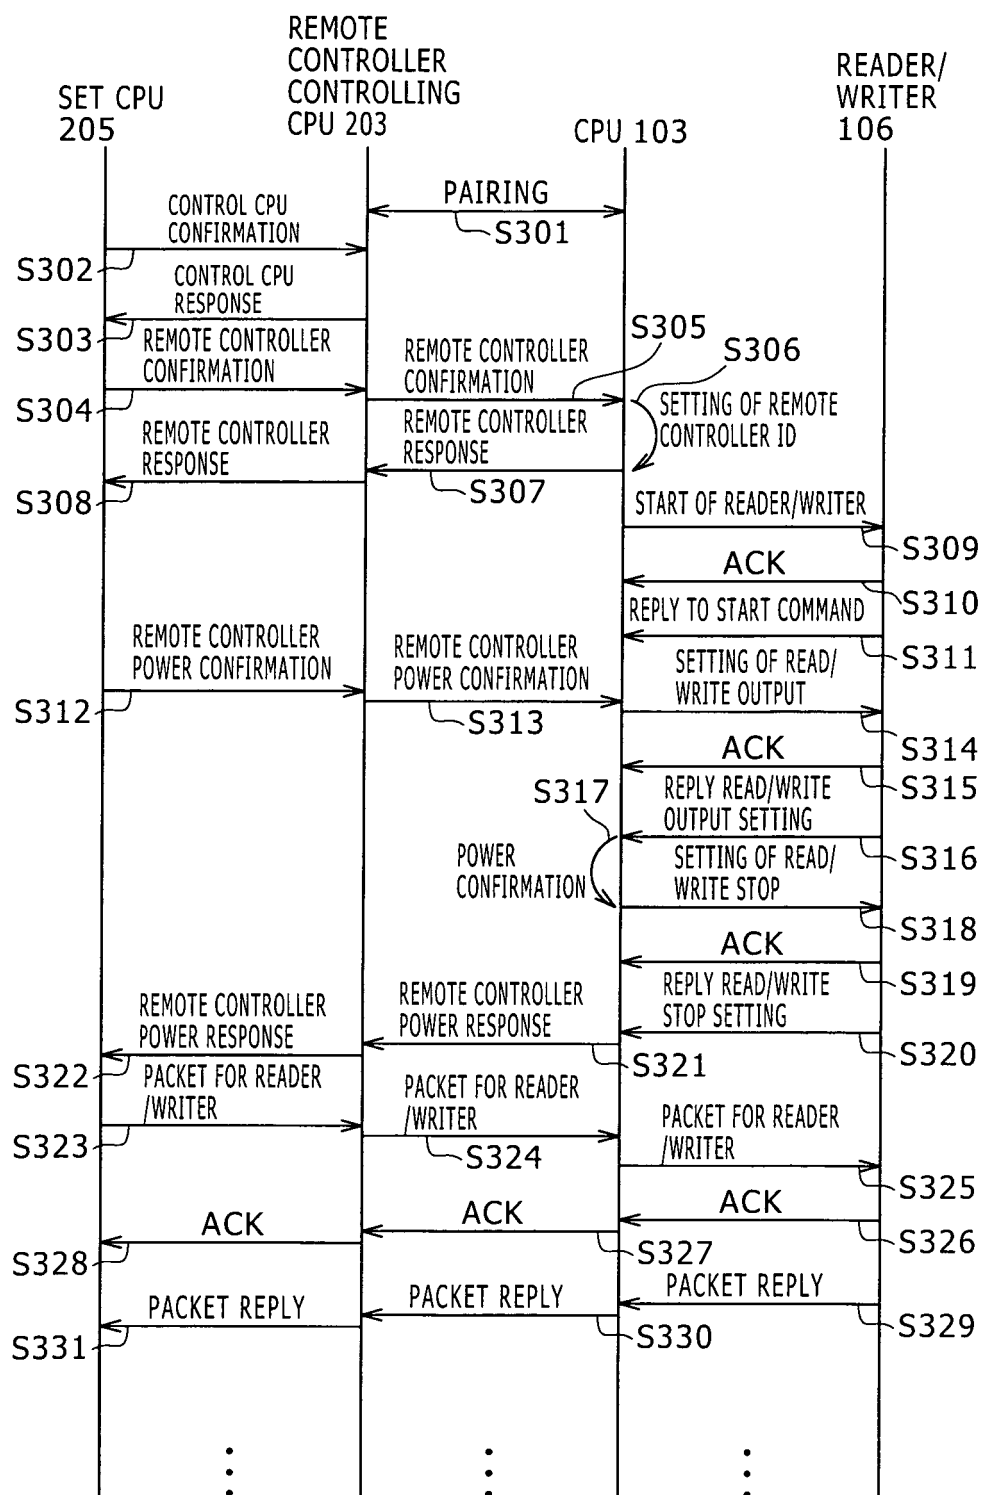 REMOTE
CONTROLLER
CONTROLLING
CPU 203
SET CPU
205
CPU 103
READER/
WRITER
106
PAIRING
S301
CONTROL CPU
CONFIRMATION
S302
CONTROL CPU
RESPONSE
S303
REMOTE CONTROLLER
CONFIRMATION
S304
REMOTE CONTROLLER
CONFIRMATION
S305
S306
SETTING OF REMOTE
CONTROLLER ID
REMOTE CONTROLLER
RESPONSE
S307
REMOTE CONTROLLER
RESPONSE
S308
START OF READER/WRITER
S309
ACK
S310
REPLY TO START COMMAND
S311
REMOTE CONTROLLER
POWER CONFIRMATION
S312
REMOTE CONTROLLER
POWER CONFIRMATION
S313
SETTING OF READ/
WRITE OUTPUT
S314
ACK
S315
REPLY READ/WRITE
OUTPUT SETTING
S316
S317
POWER
CONFIRMATION
SETTING OF READ/
WRITE STOP
S318
ACK
S319
REPLY READ/WRITE
STOP SETTING
S320
REMOTE CONTROLLER
POWER RESPONSE
S321
REMOTE CONTROLLER
POWER RESPONSE
S322
PACKET FOR READER
/WRITER
S323
PACKET FOR READER
/WRITER
S324
PACKET FOR READER
/WRITER
S325
ACK
S326
ACK
S327
ACK
S328
PACKET REPLY
S329
PACKET REPLY
S330
PACKET REPLY
S331